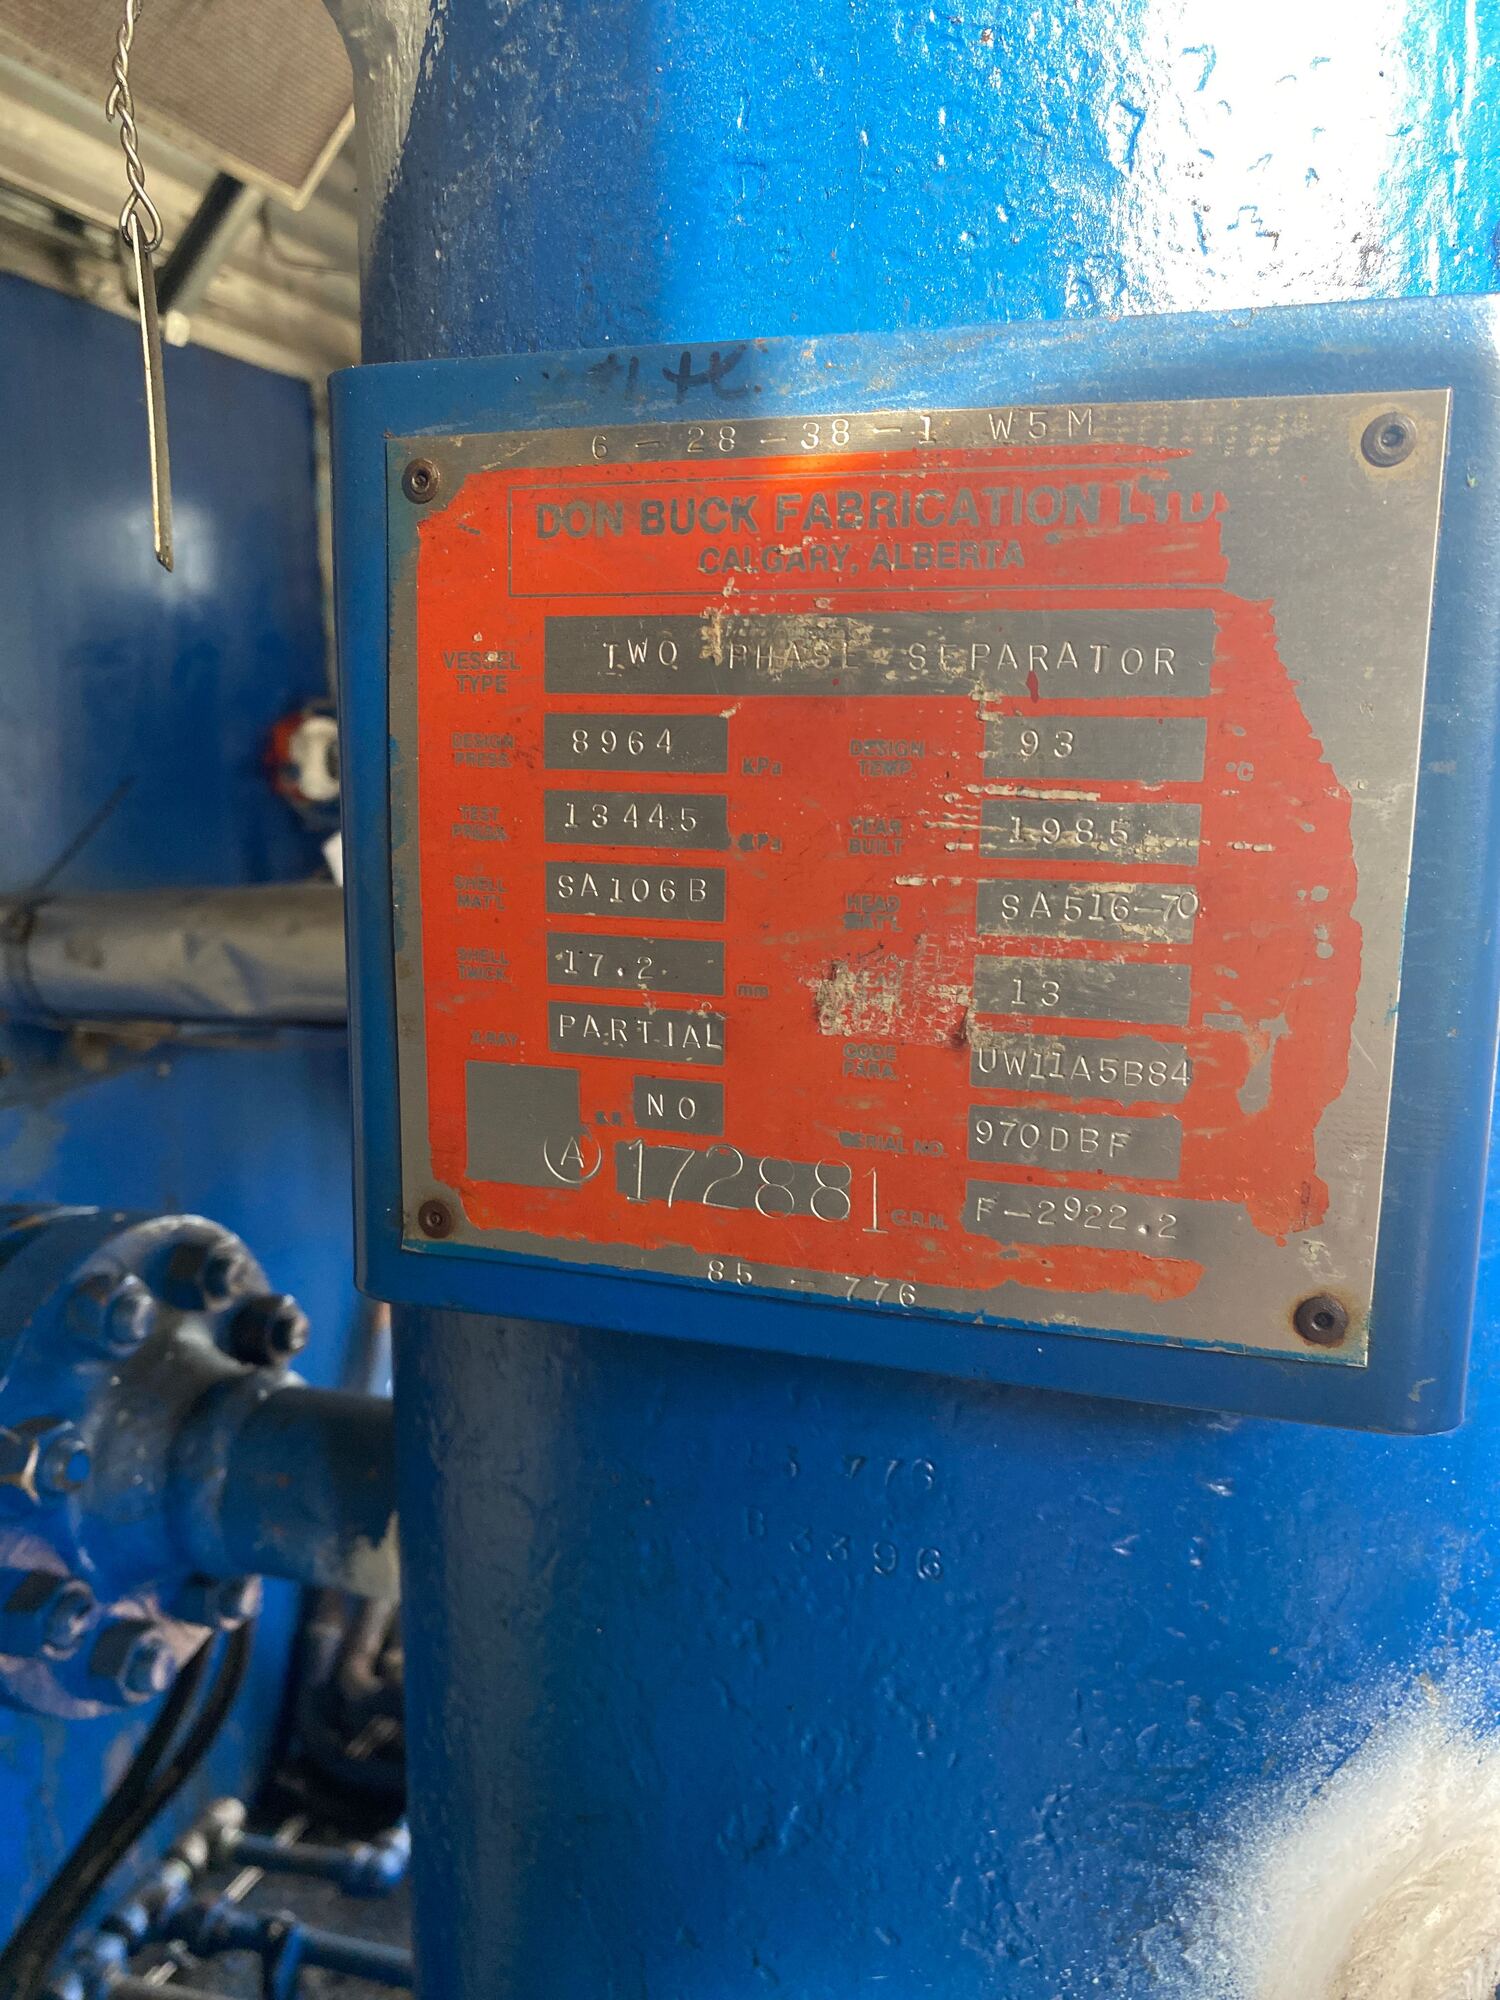 6 - 28 - 38 - 1 W5M
DON BUCK FABRICATION LTD
CALGARY, ALBERTA
VESSEL TYPE TWO PHASE SEPARATOR
DESIGN PRESS. 8964 KPa DESIGN TEMP. 93 °C
TEST PRESS. 13445 KPa YEAR BUILT 1985
SHELL MAT'L SA106B HEAD MAT'L SA516-70
SHELL THICK. 17.2 mm 13
X-RAY PARTIAL CODE PARA. UW11A5B84
NO SERIAL NO. 970DBF
A 172881 C.R.N. F-2922.2
85 - 776
776
B 3396